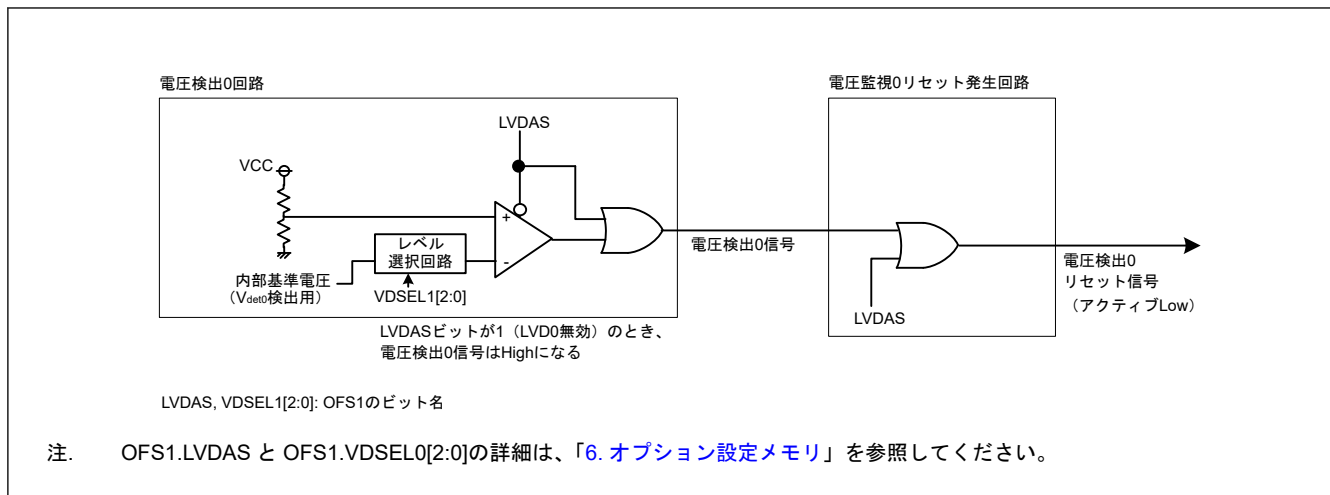 電圧検出0回路
電圧監視0リセット発生回路
LVDAS
VCC
+
レベル
選択回路
-
内部基準電圧
（Vdet0検出用）
VDSEL1[2:0]
電圧検出0信号
LVDAS
電圧検出0
リセット信号
（アクティブLow）
LVDASビットが1（LVD0無効）のとき、
電圧検出0信号はHighになる
LVDAS, VDSEL1[2:0]: OFS1のビット名
注. OFS1.LVDAS と OFS1.VDSEL0[2:0]の詳細は、「6. オプション設定メモリ」を参照してください。